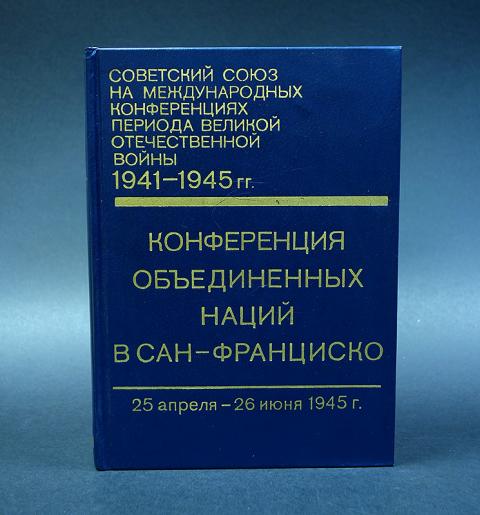 СОВЕТСКИЙ СОЮЗ
НА МЕЖДУНАРОДНЫХ
КОНФЕРЕНЦИЯХ
ПЕРИОДА ВЕЛИКОЙ
ОТЕЧЕСТВЕННОЙ
ВОЙНЫ
1941—1945 гг.
КОНФЕРЕНЦИЯ
ОБЪЕДИНЕННЫХ
НАЦИЙ
В САН-ФРАНЦИСКО
25 апреля — 26 июня 1945 г.